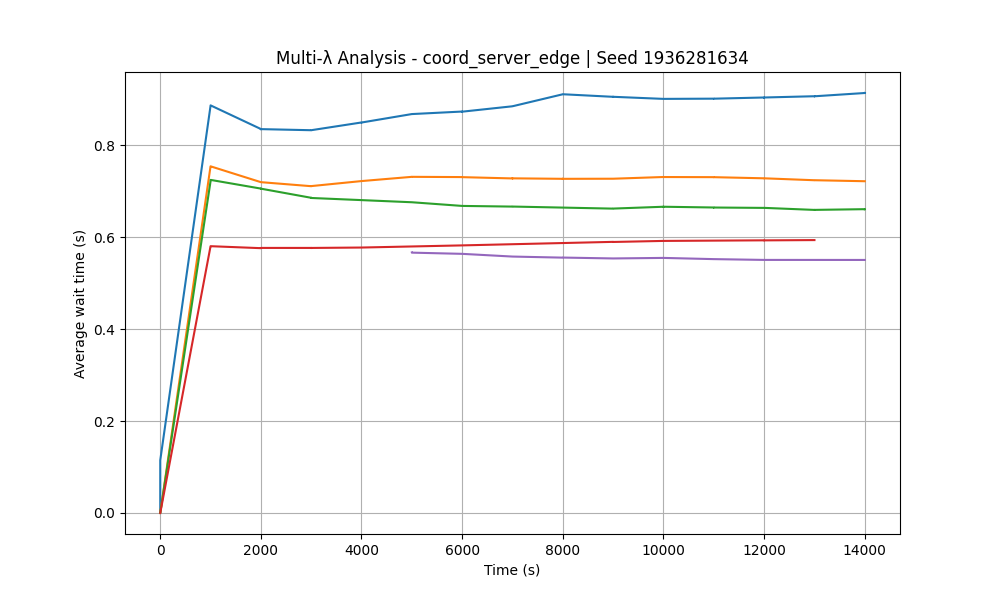 Multi-λ Analysis - coord_server_edge | Seed 1936281634
Average wait time (s)
0.8
0.6
0.4
0.2
0.0
0 2000 4000 6000 8000 10000 12000 14000
Time (s)